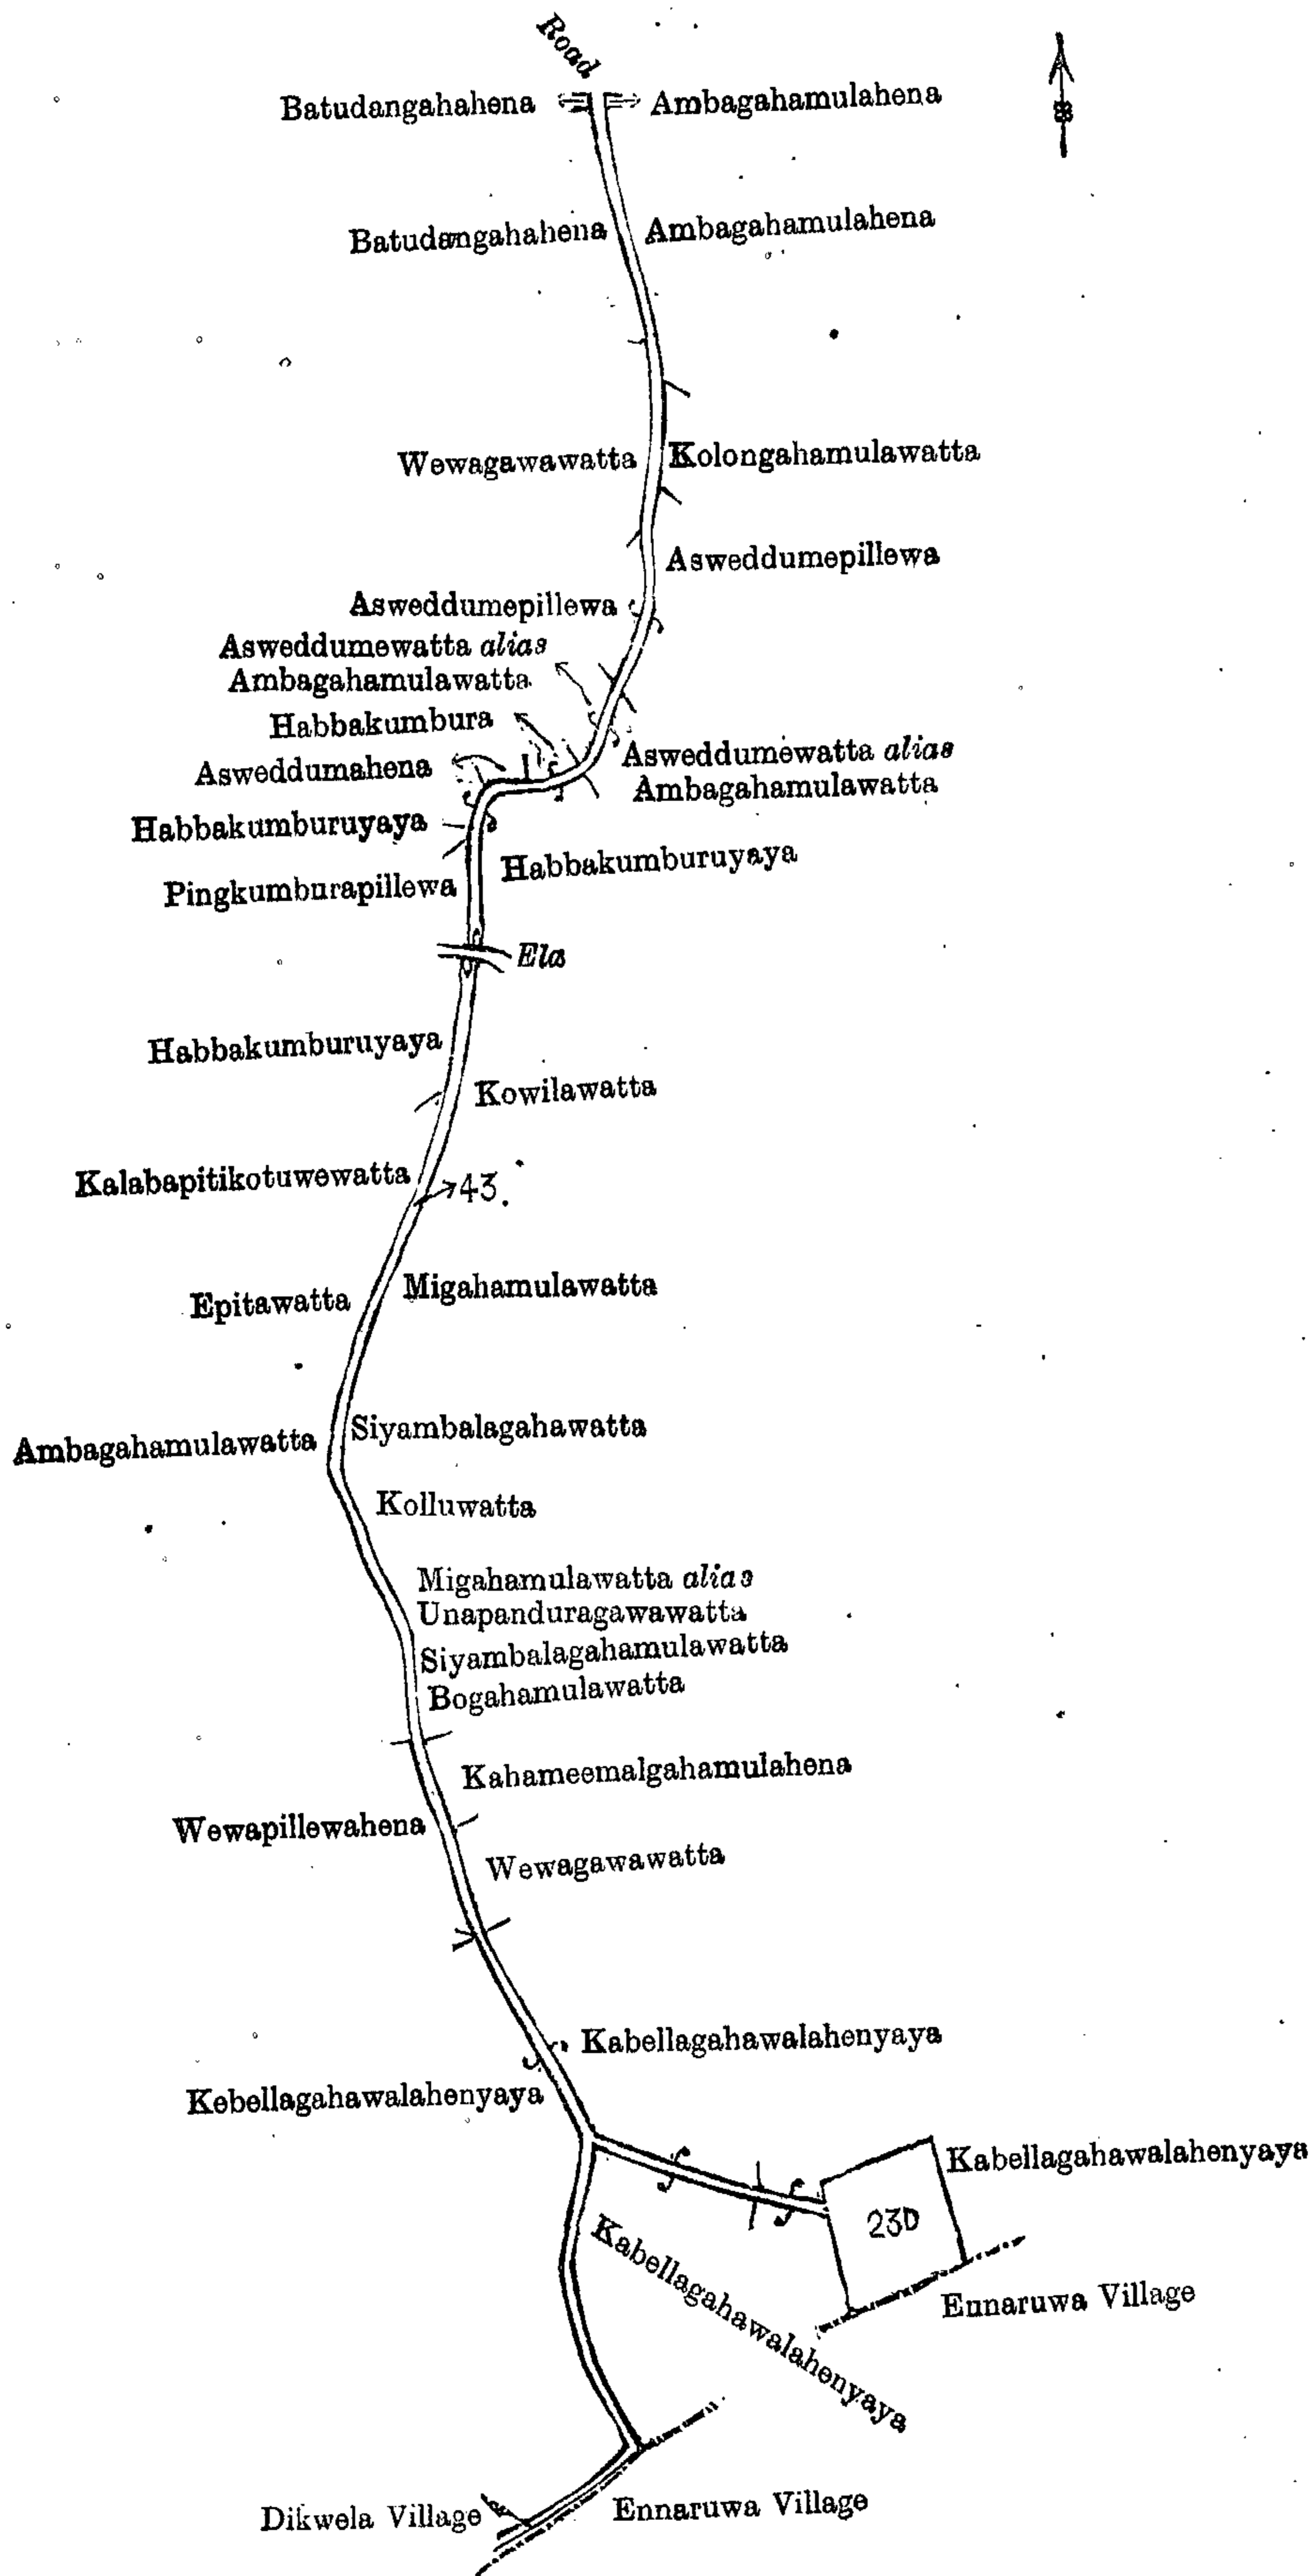 Road
Batudangahahena
Ambagahamulahena
Batudangahahena
Ambagahamulahena
Wewagawawatta
Kolongahamulawatta
Asweddumepillewa
Asweddumepillewa
Asweddumewatta alias
Ambagahamulawatta
Habbakumbura
Asweddumewatta alias
Ambagahamulawatta
Asweddumahena
Habbakumburuyaya
Habbakumburuyaya
Pingkumburapillewa
Ela
Habbakumburuyaya
Kowilawatta
Kalabapitikotuwewatta
43.
Epitawatta
Migahamulawatta
Ambagahamulawatta
Siyambalagahawatta
Kolluwatta
Migahamulawatta alias
Unapanduragawawatta
Siyambalagahamulawatta
Bogahamulawatta
Kahameemalgahamulahena
Wewapillewahena
Wewagawawatta
Kabellagahawalahenyaya
Kebellagahawalahenyaya
Kabellagahawalahenyaya
23D
Kabellagahawalahenyaya
Ennaruwa Village
Dikwela Village
Ennaruwa Village